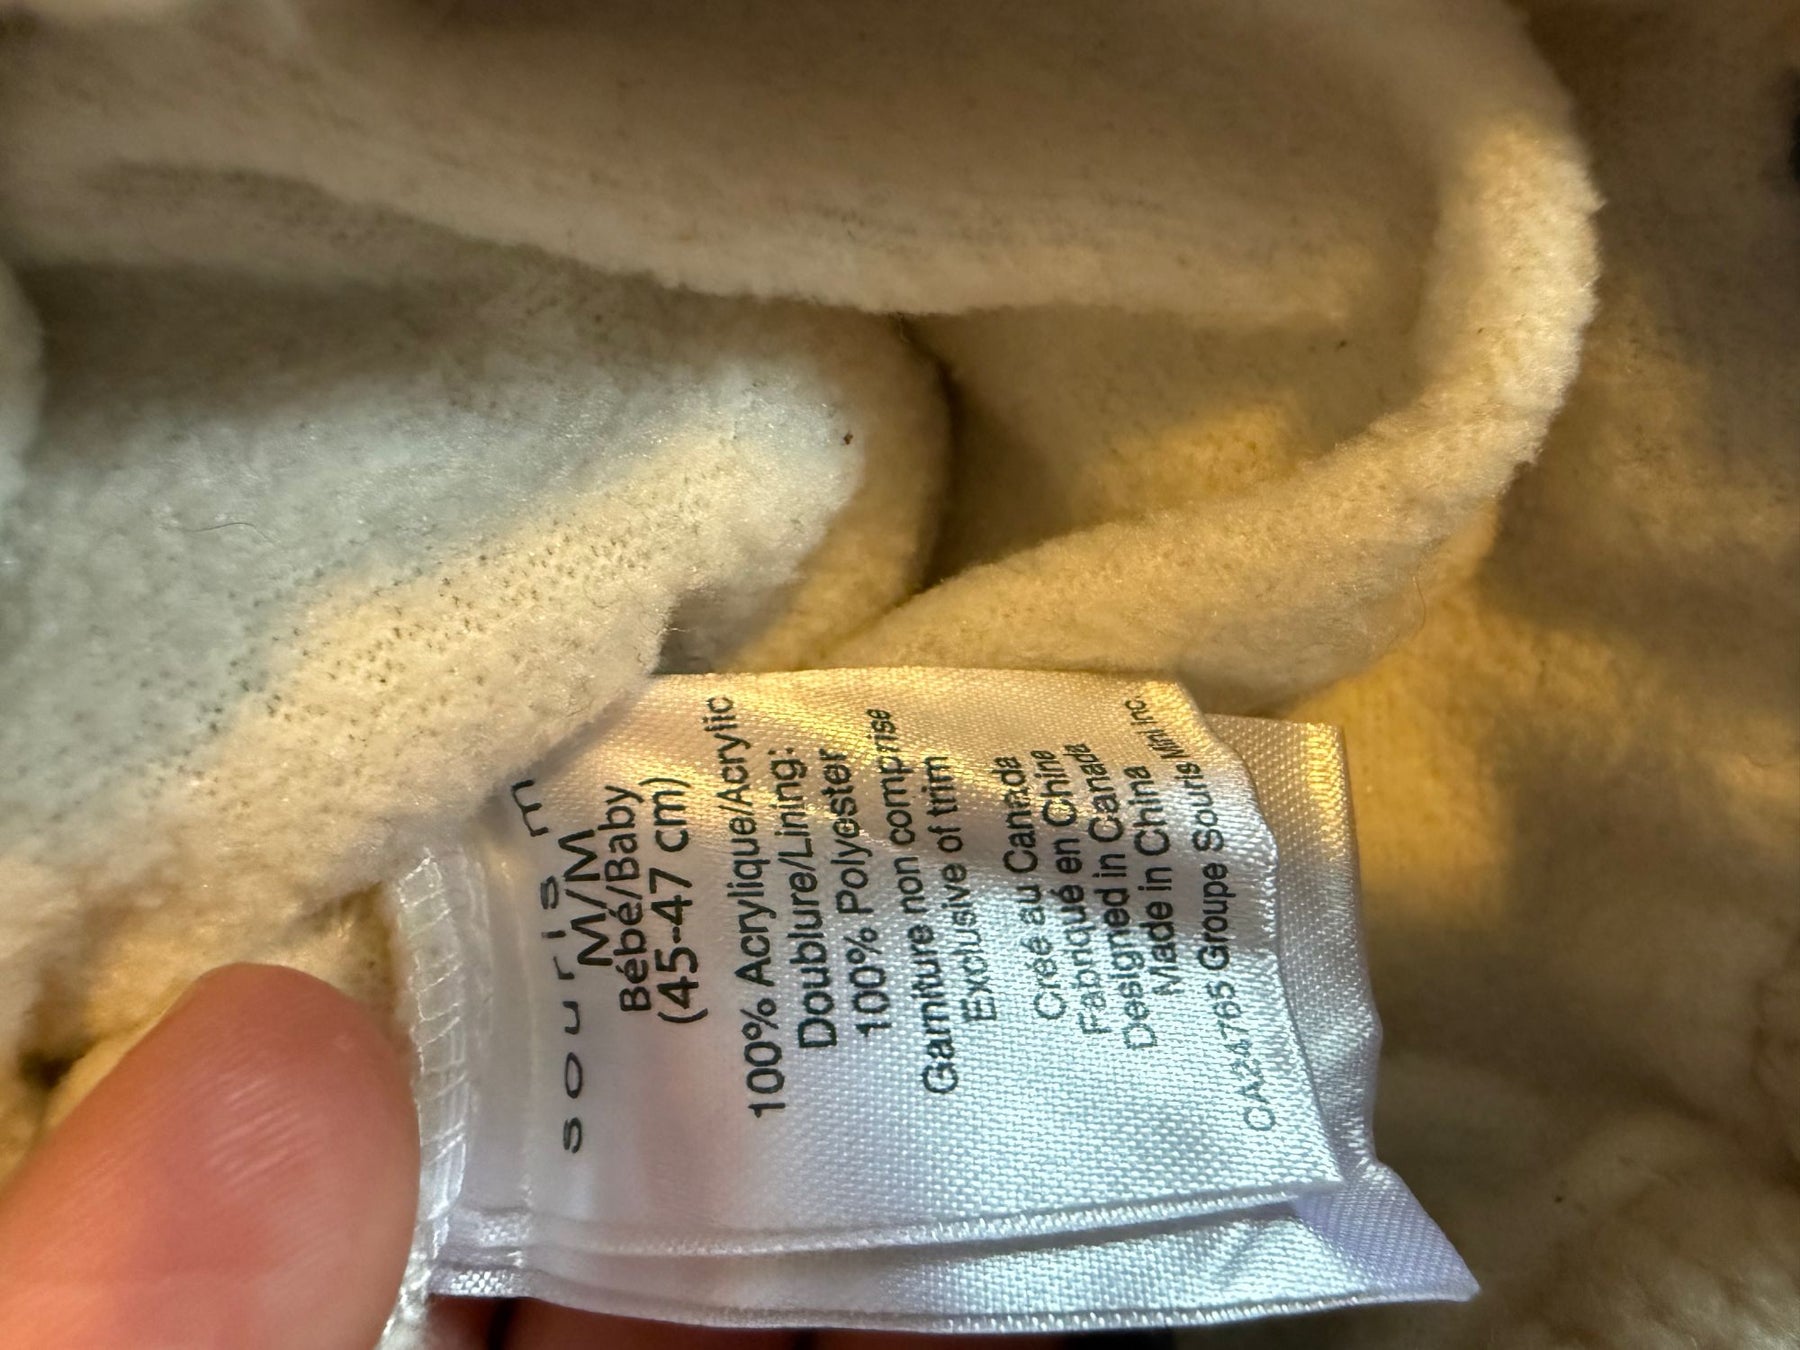 souris m
M/M
Bébé/Baby
(45-47 cm)
100% Acrylique/Acrylic
Doublure/Lining:
100% Polyester
Garniture non comprise
Exclusive of trim
Créé au Canada
Fabriqué en Chine
Designed in Canada
Made in China
CA24765 Groupe Souris Mini inc.